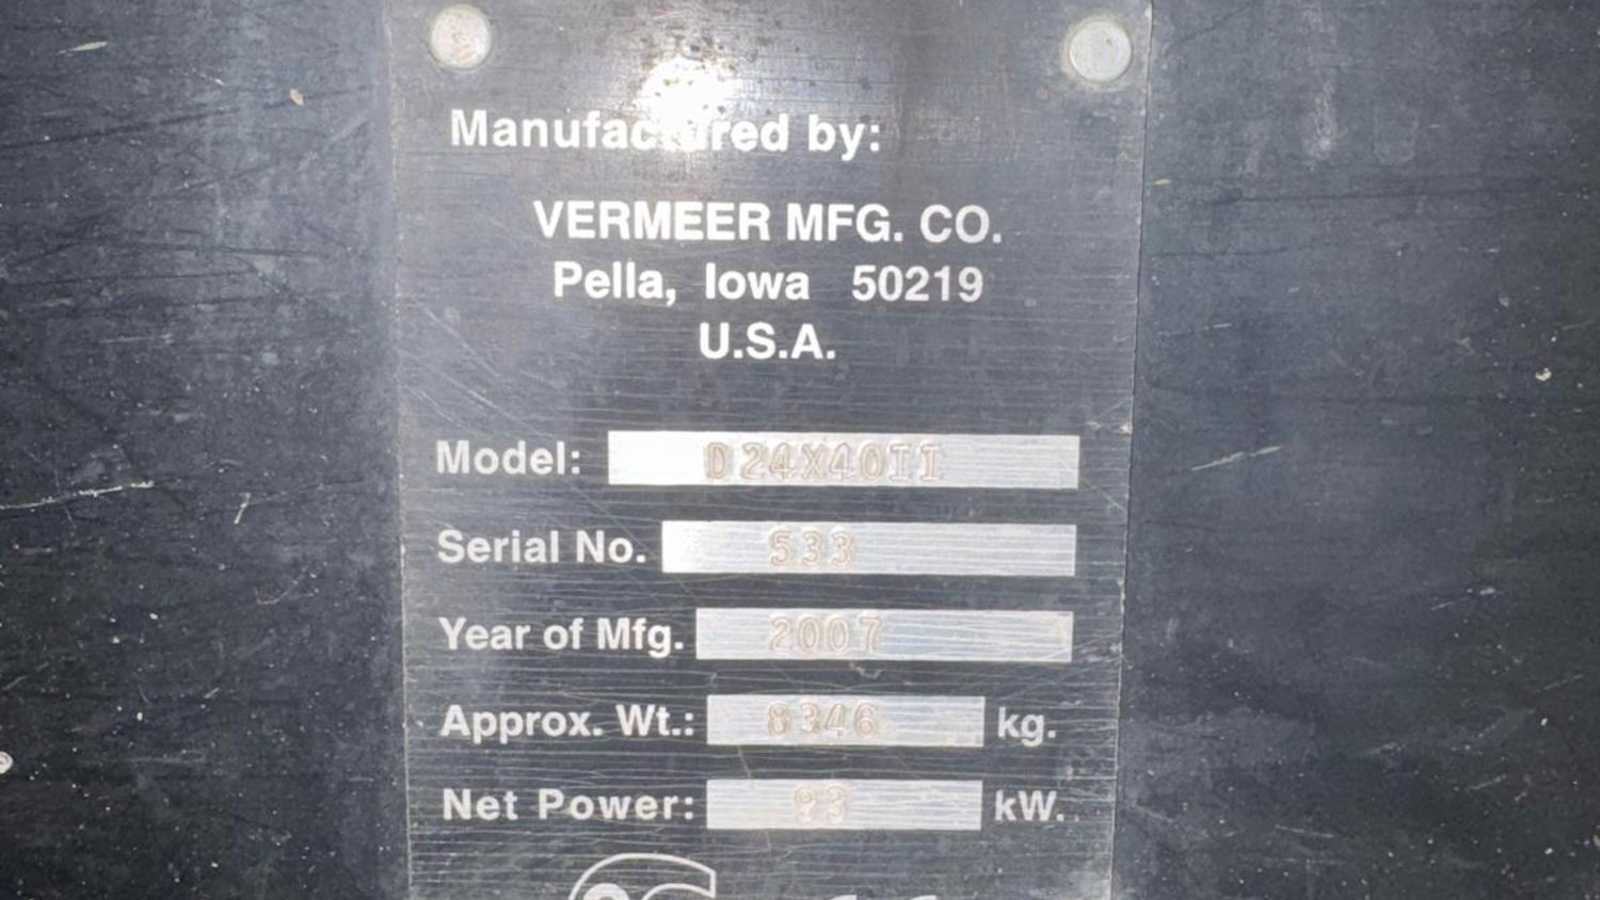 Manufactured by:
VERMEER MFG. CO.
Pella, Iowa 50219
U.S.A.
Model: D24X40II
Serial No. 533
Year of Mfg. 2007
Approx. Wt.: 8346 kg.
Net Power: 93 kW.